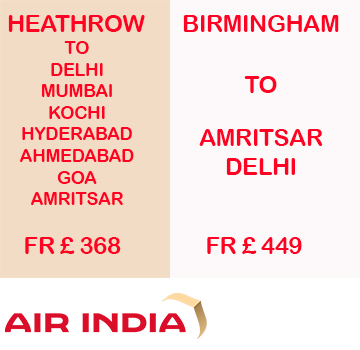 HEATHROW
TO
DELHI
MUMBAI
KOCHI
HYDERABAD
AHMEDABAD
GOA
AMRITSAR
FR £ 368
BIRMINGHAM
TO
AMRITSAR
DELHI
FR £ 449
AIR INDIA